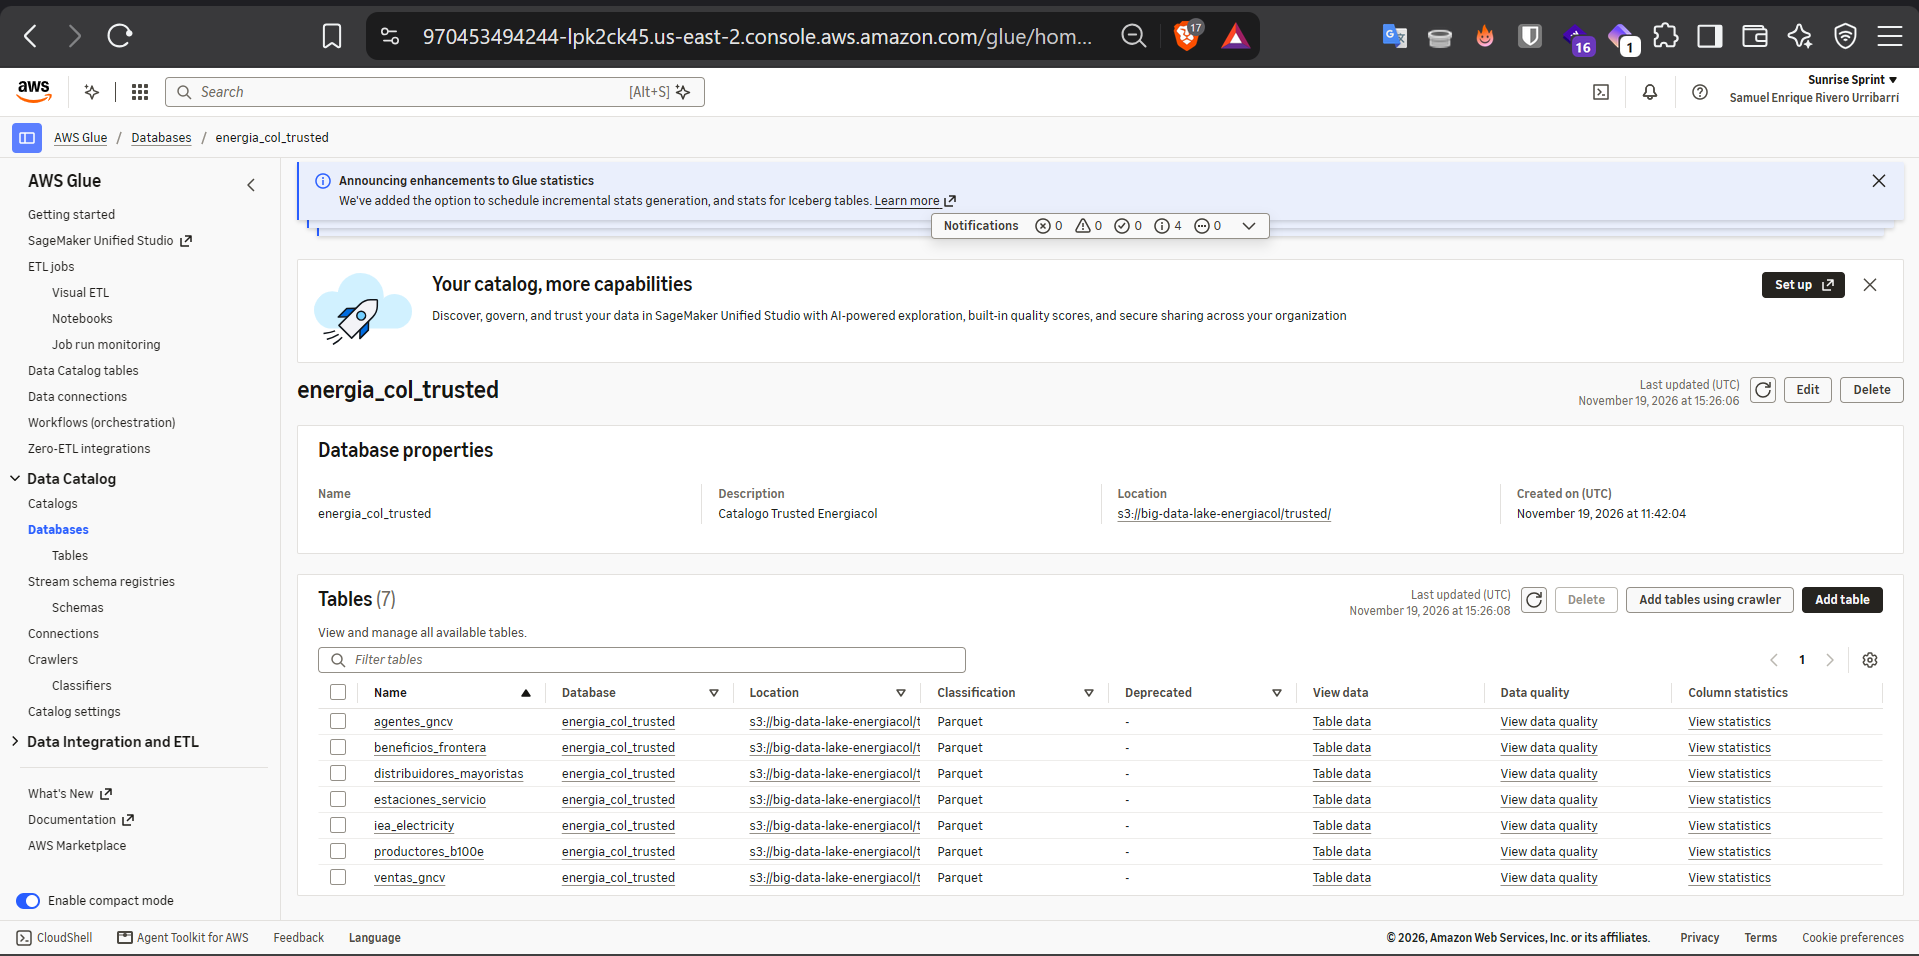 970453494244-lpk2ck45.us-east-2.console.aws.amazon.com/glue/hom...
17
16
1
aws
Search
[Alt+S]
Sunrise Sprint
Samuel Enrique Rivero Urribarrí
AWS Glue / Databases / energia_col_trusted
AWS Glue
Getting started
SageMaker Unified Studio
ETL jobs
Visual ETL
Notebooks
Job run monitoring
Data Catalog tables
Data connections
Workflows (orchestration)
Zero-ETL integrations
Data Catalog
Catalogs
Databases
Tables
Stream schema registries
Schemas
Connections
Crawlers
Classifiers
Catalog settings
Data Integration and ETL
What's New
Documentation
AWS Marketplace
Enable compact mode
Announcing enhancements to Glue statistics
We've added the option to schedule incremental stats generation, and stats for Iceberg tables. Learn more
Notifications 0 0 0 4 0
Your catalog, more capabilities
Discover, govern, and trust your data in SageMaker Unified Studio with AI-powered exploration, built-in quality scores, and secure sharing across your organization
Set up
energia_col_trusted
Last updated (UTC)
November 19, 2026 at 15:26:06
Edit
Delete
Database properties
Name
energia_col_trusted
Description
Catalogo Trusted Energiacol
Location
s3://big-data-lake-energiacol/trusted/
Created on (UTC)
November 19, 2026 at 11:42:04
Tables (7)
Last updated (UTC)
November 19, 2026 at 15:26:08
Delete
Add tables using crawler
Add table
View and manage all available tables.
Filter tables
1
Name Database Location Classification Deprecated View data Data quality Column statistics
agentes_gncv energia_col_trusted s3://big-data-lake-energiacol/t Parquet - Table data View data quality View statistics
beneficios_frontera energia_col_trusted s3://big-data-lake-energiacol/t Parquet - Table data View data quality View statistics
distribuidores_mayoristas energia_col_trusted s3://big-data-lake-energiacol/t Parquet - Table data View data quality View statistics
estaciones_servicio energia_col_trusted s3://big-data-lake-energiacol/t Parquet - Table data View data quality View statistics
iea_electricity energia_col_trusted s3://big-data-lake-energiacol/t Parquet - Table data View data quality View statistics
productores_b100e energia_col_trusted s3://big-data-lake-energiacol/t Parquet - Table data View data quality View statistics
ventas_gncv energia_col_trusted s3://big-data-lake-energiacol/t Parquet - Table data View data quality View statistics
CloudShell Agent Toolkit for AWS Feedback Language © 2026, Amazon Web Services, Inc. or its affiliates. Privacy Terms Cookie preferences